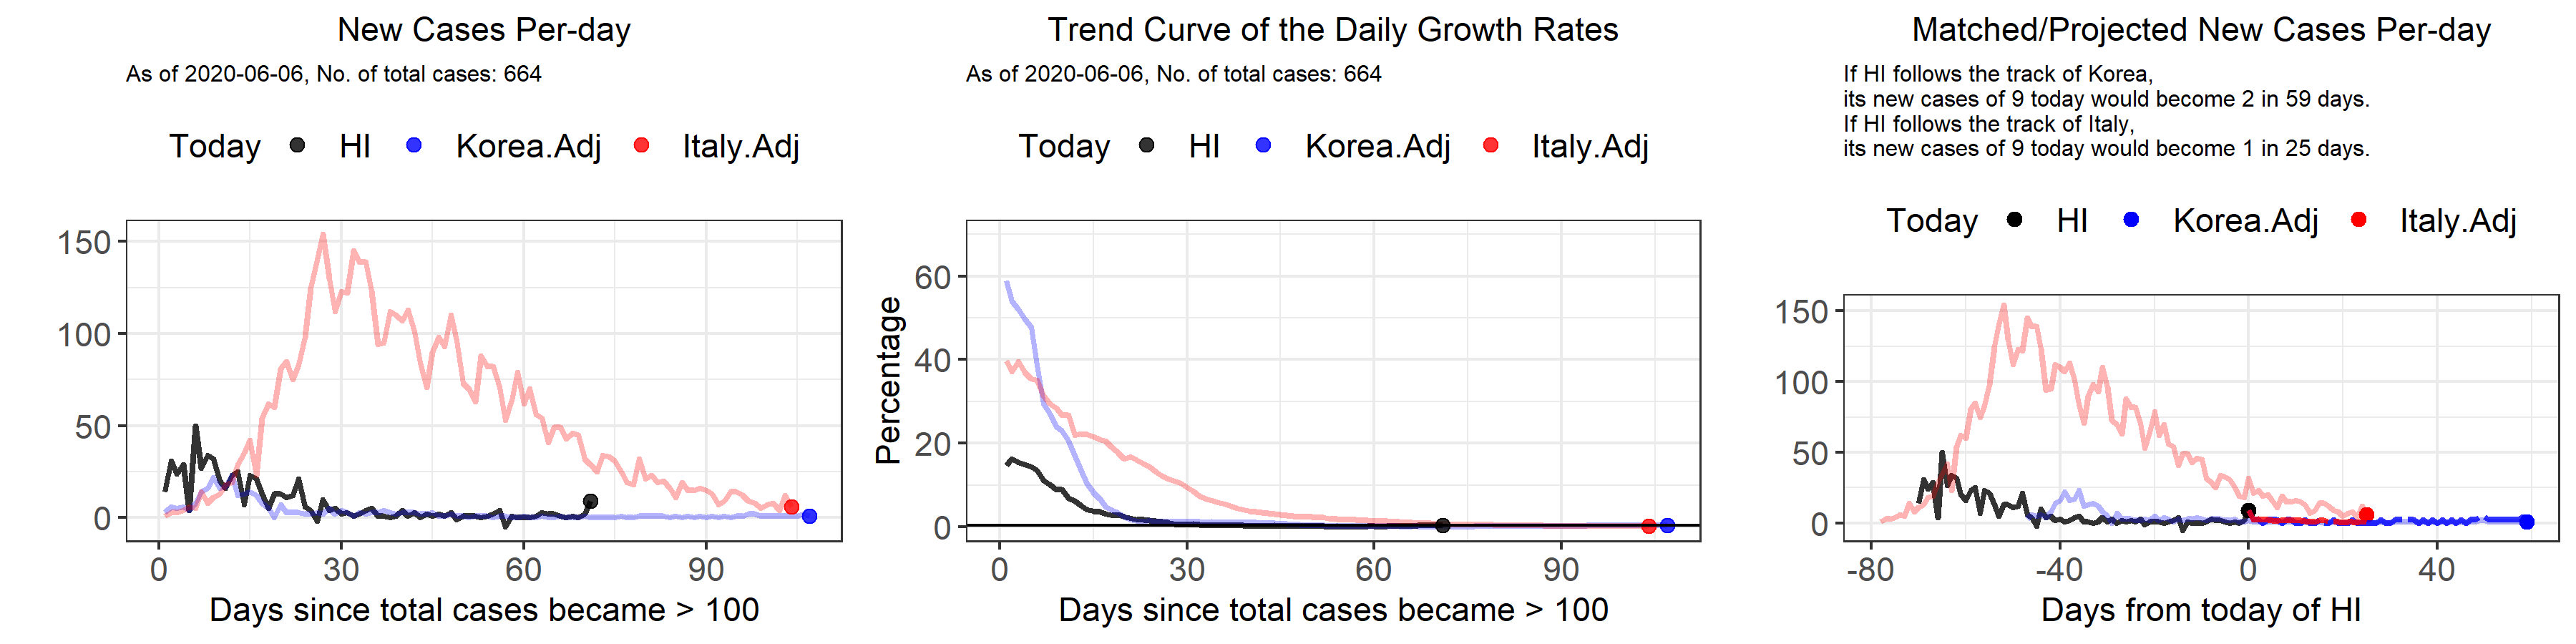 New Cases Per-day
As of 2020-06-06, No. of total cases: 664
Today HI Korea.Adj Italy.Adj
150
100
50
0
0 30 60 90
Days since total cases became > 100
Trend Curve of the Daily Growth Rates
As of 2020-06-06, No. of total cases: 664
Today HI Korea.Adj Italy.Adj
Percentage
60
40
20
0
0 30 60 90
Days since total cases became > 100
Matched/Projected New Cases Per-day
If HI follows the track of Korea,
its new cases of 9 today would become 2 in 59 days.
If HI follows the track of Italy,
its new cases of 9 today would become 1 in 25 days.
Today HI Korea.Adj Italy.Adj
150
100
50
0
-80 -40 0 40
Days from today of HI